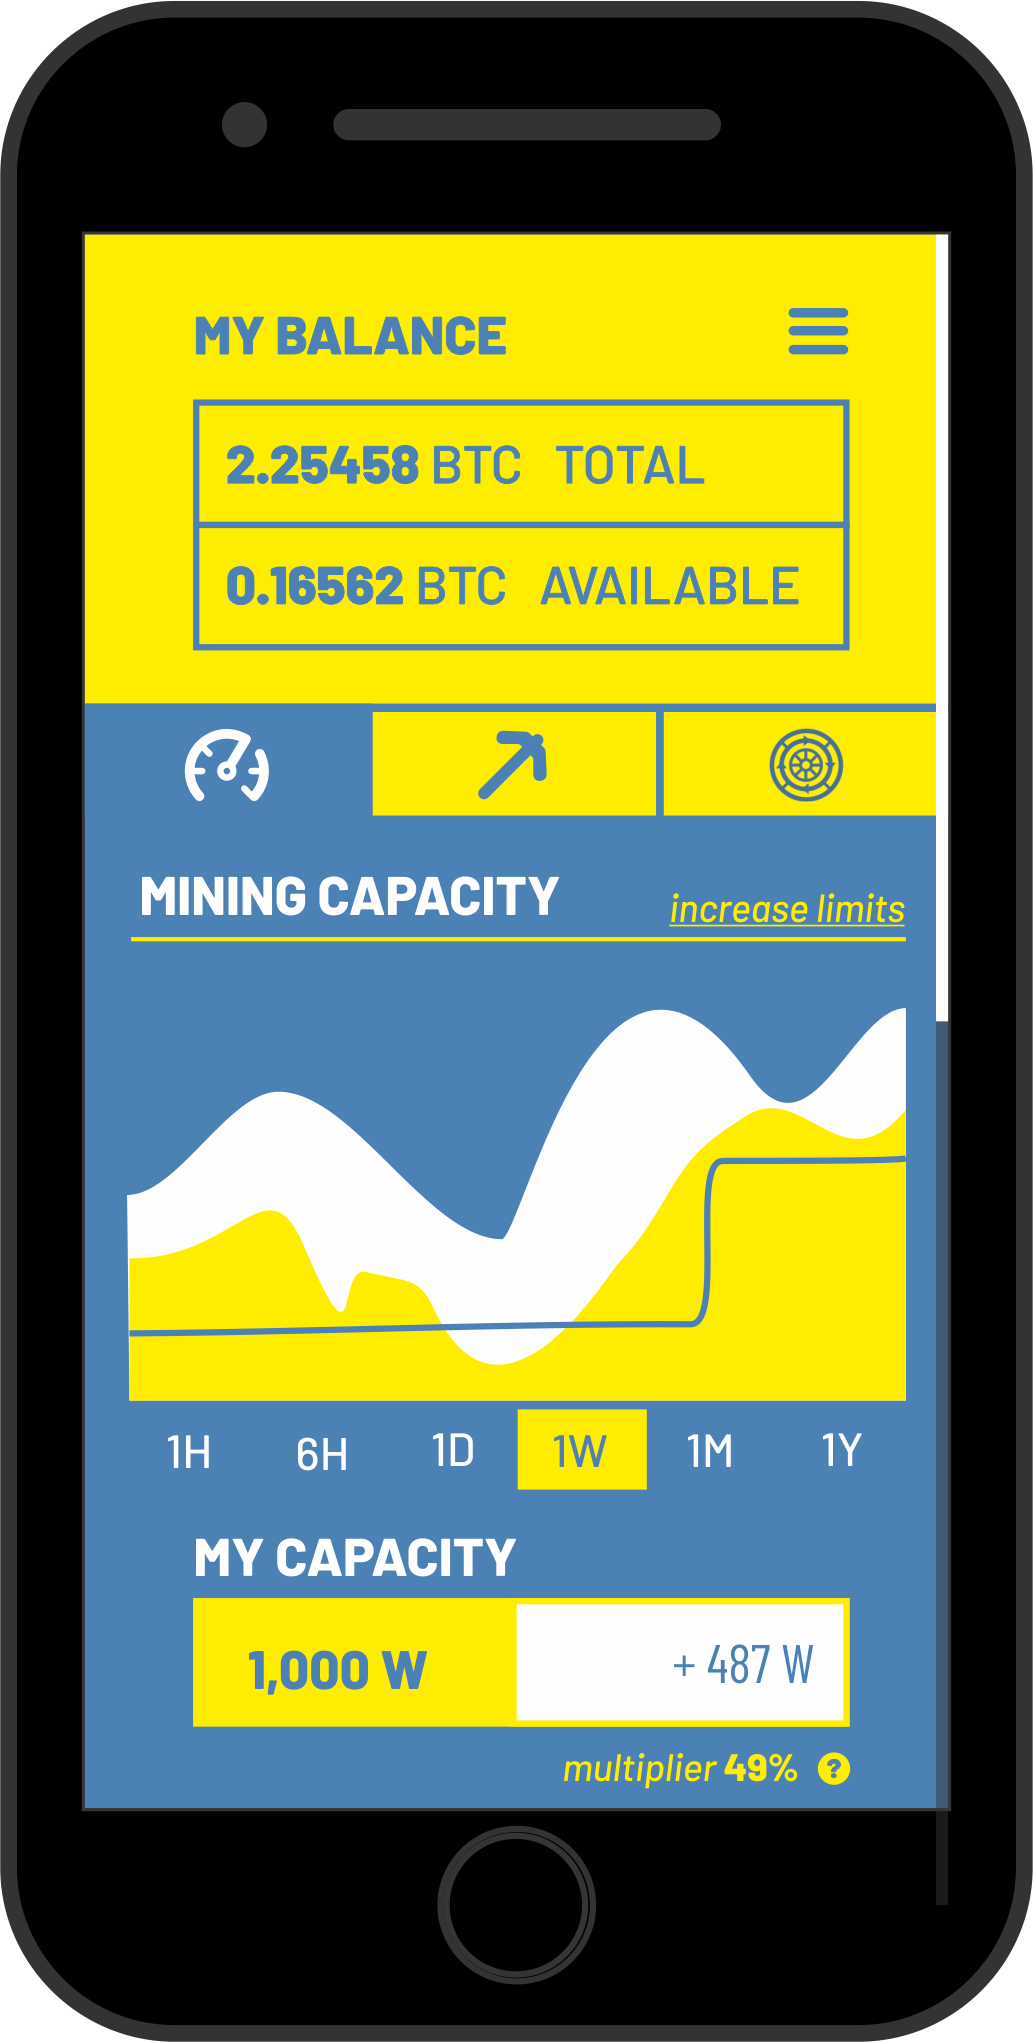 MY BALANCE
2.25458 BTC TOTAL
0.16562 BTC AVAILABLE
MINING CAPACITY increase limits
1H 6H 1D 1W 1M 1Y
MY CAPACITY
1,000 W + 487 W
multiplier 49% ?